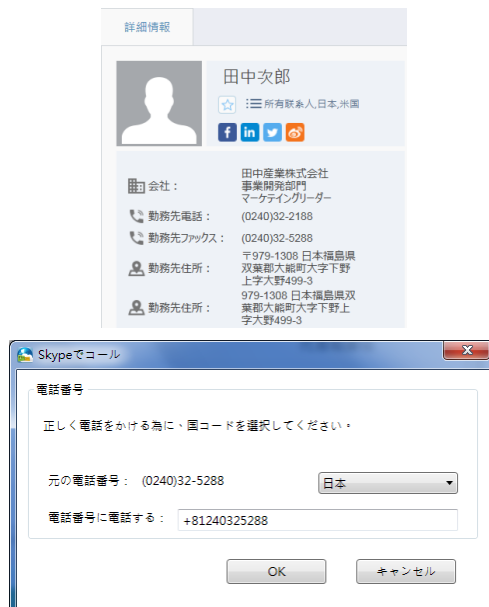 詳細情報
田中次郎
所有联系人,日本,米国
f in
会社：
田中産業株式会社
事業開発部門
マーケテイングリーダー
勤務先電話：
(0240)32-2188
勤務先ファックス：
(0240)32-5288
勤務先住所：
〒979-1308 日本福島県
双葉郡大熊町大字下野
上字大野499-3
勤務先住所：
979-1308 日本福島県双
葉郡大熊町大字下野上
字大野499-3
Skypeでコール
X
電話番号
正しく電話をかける為に、国コードを選択してください。
元の電話番号： (0240)32-5288
日本
電話番号に電話する： +81240325288
OK
キャンセル